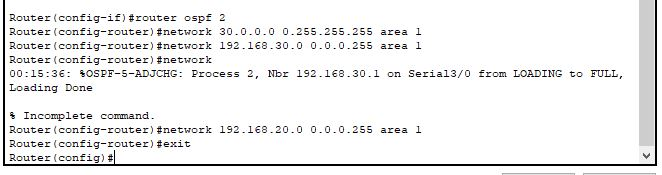 Router(config-if)#router ospf 2
Router(config-router)#network 30.0.0.0 0.255.255.255 area 1
Router(config-router)#network 192.168.30.0 0.0.0.255 area 1
Router(config-router)#network
00:15:36: %OSPF-5-ADJCHG: Process 2, Nbr 192.168.30.1 on Serial3/0 from LOADING to FULL,
Loading Done
% Incomplete command.
Router(config-router)#network 192.168.20.0 0.0.0.255 area 1
Router(config-router)#exit
Router(config)#